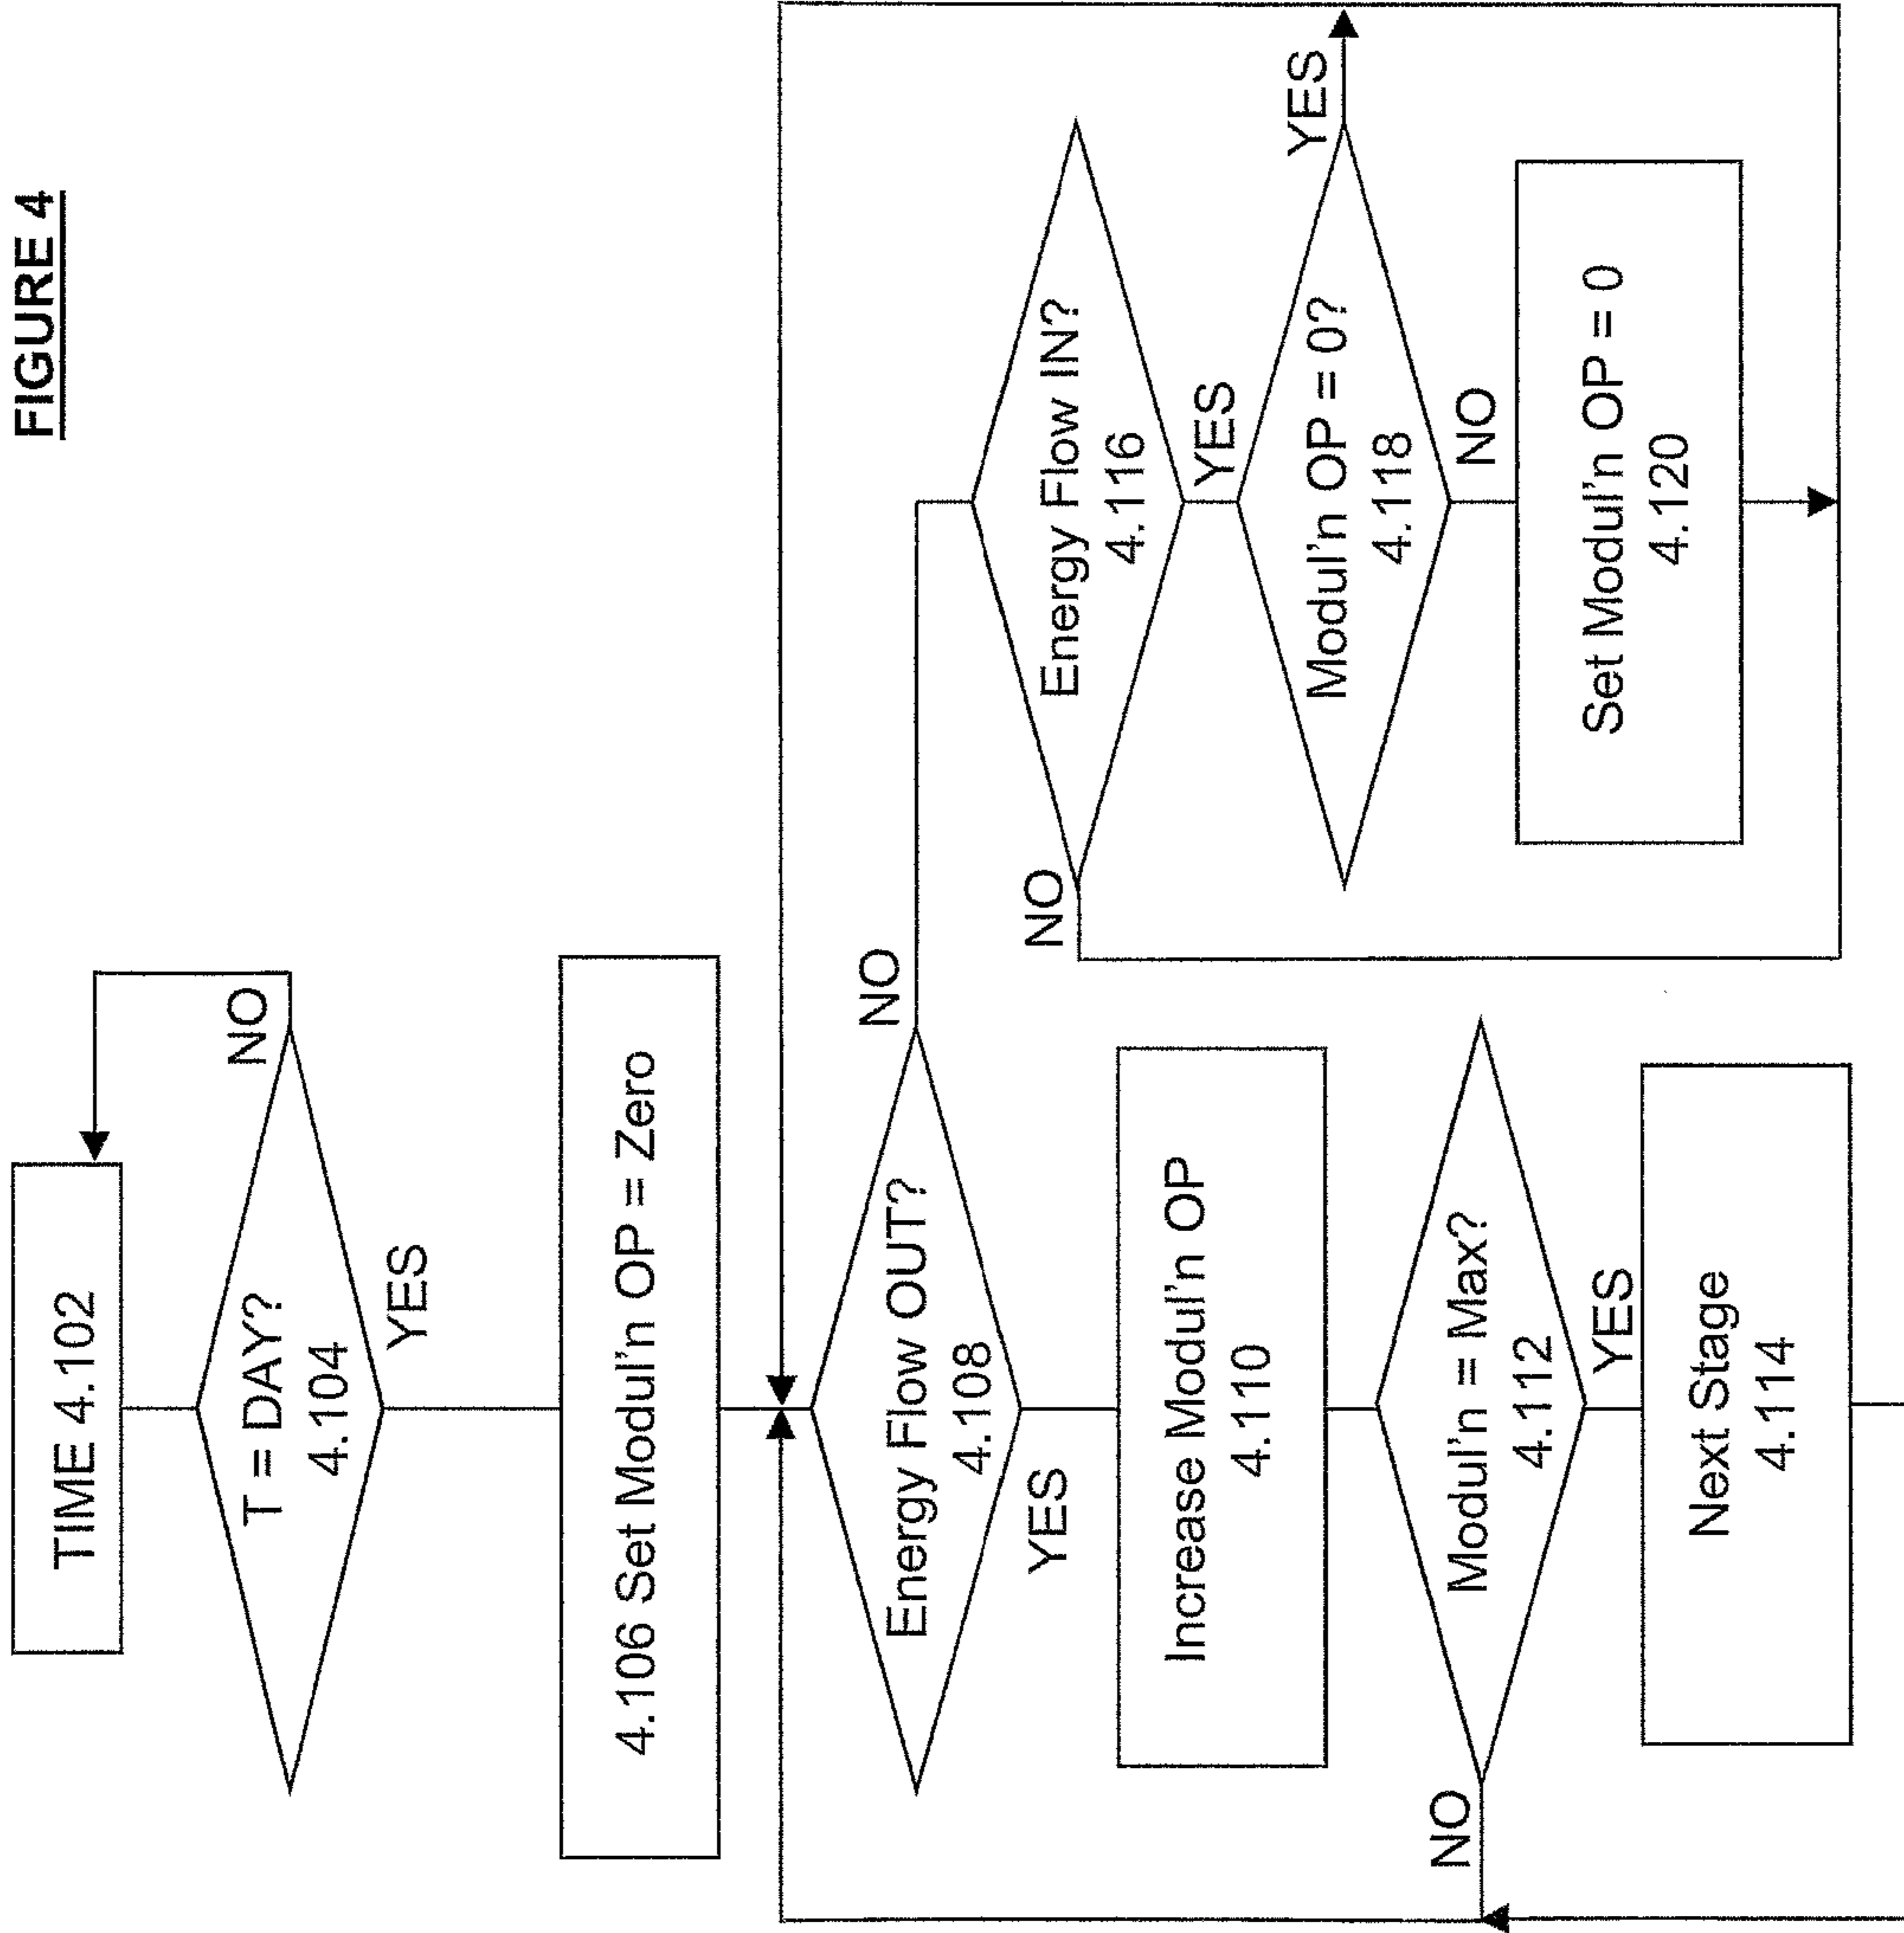 FIGURE 4
TIME 4.102
T = DAY?
4.104
NO
YES
4.106 Set Modul'n OP = Zero
Energy Flow OUT?
4.108
NO
YES
Increase Modul'n OP
4.110
Modul'n = Max?
4.112
NO
YES
Next Stage
4.114
Energy Flow IN?
4.116
NO
YES
Modul'n OP = 0?
4.118
YES
NO
Set Modul'n OP = 0
4.120